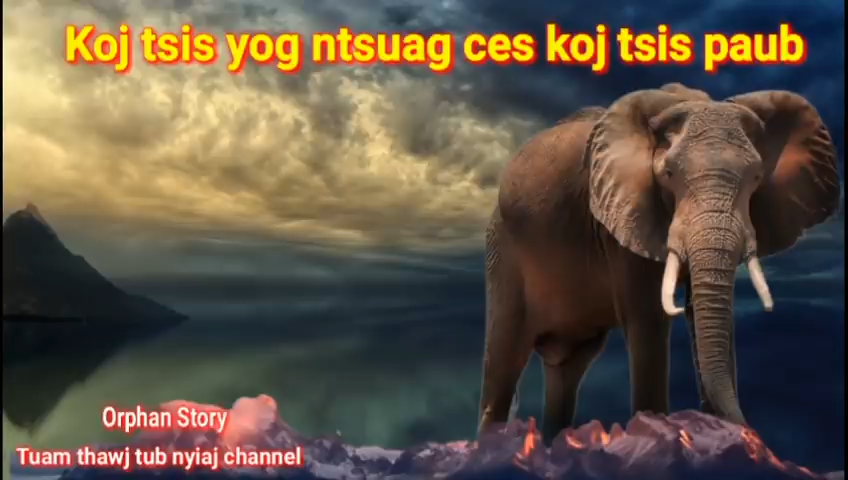 Koj tsis yog ntsuag ces koj tsis paub
Orphan Story
Tuam thawj tub nyiaj channel